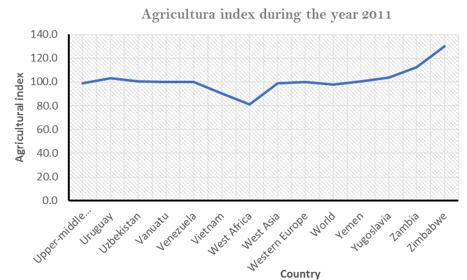 Agricultura index during the year 2011
140.0
120.0
100.0
80.0
60.0
40.0
20.0
0.0
Agricultural index
Upper-middle...
Uruguay
Uzbekistan
Vanuatu
Venezuela
Vietnam
West Africa
West Asia
Western Europe
World
Yemen
Yugoslavia
Zambia
Zimbabwe
Country